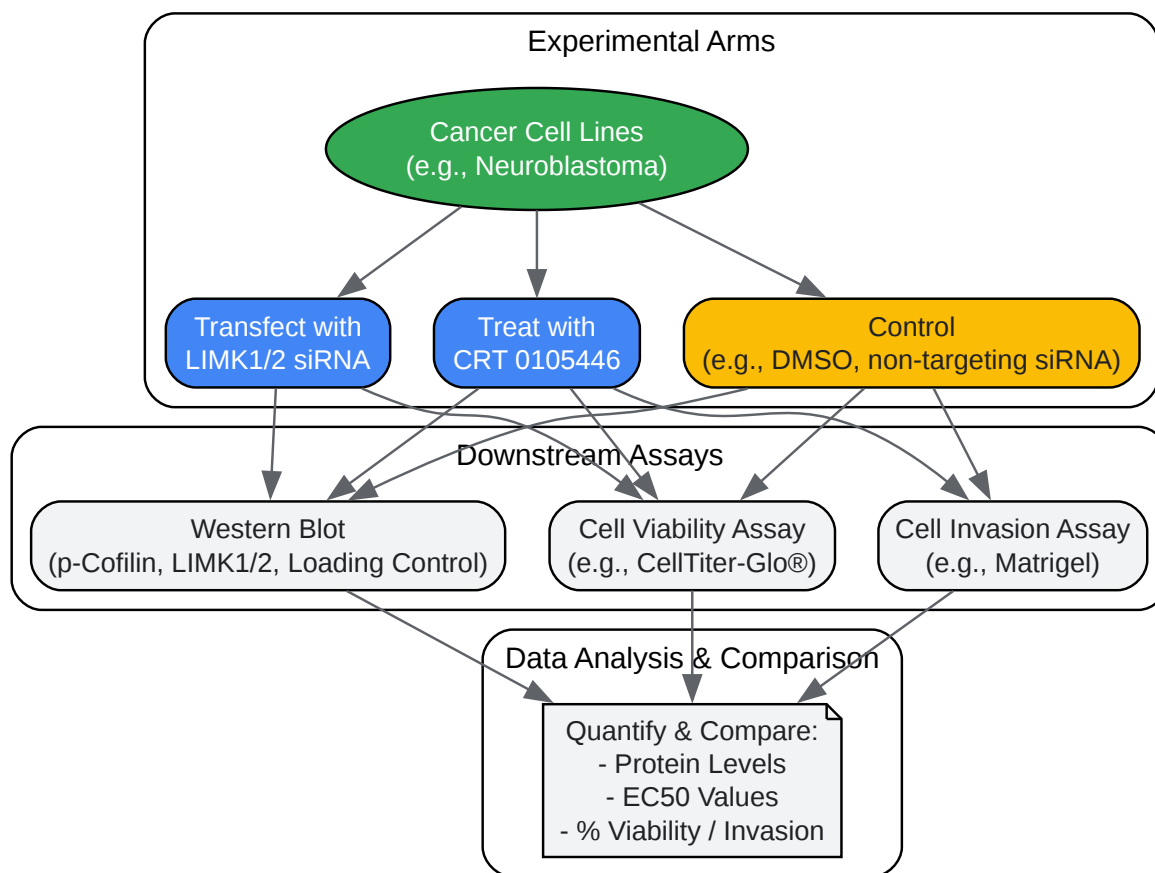 Experimental Arms
Cancer Cell Lines
(e.g., Neuroblastoma)
Transfect with
LIMK1/2 siRNA
Treat with
CRT 0105446
Control
(e.g., DMSO, non-targeting siRNA)
Downstream Assays
Western Blot
(p-Cofilin, LIMK1/2, Loading Control)
Cell Viability Assay
(e.g., CellTiter-Glo®)
Cell Invasion Assay
(e.g., Matrigel)
Data Analysis & Comparison
Quantify & Compare:
- Protein Levels
- EC50 Values
- % Viability / Invasion